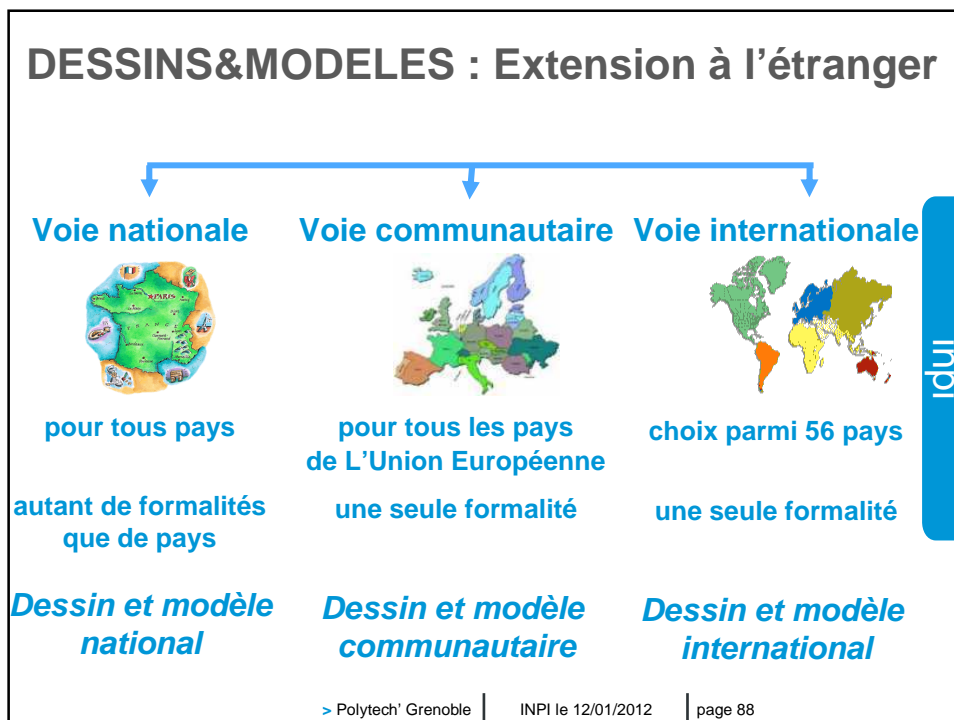 DESSINS&MODELES : Extension à l’étranger
Voie nationale
Voie communautaire
Voie internationale
PARIS
pour tous pays
pour tous les pays
de L’Union Européenne
choix parmi 56 pays
autant de formalités
que de pays
une seule formalité
une seule formalité
Dessin et modèle
national
Dessin et modèle
communautaire
Dessin et modèle
international
inpi
> Polytech’ Grenoble
INPI le 12/01/2012
page 88